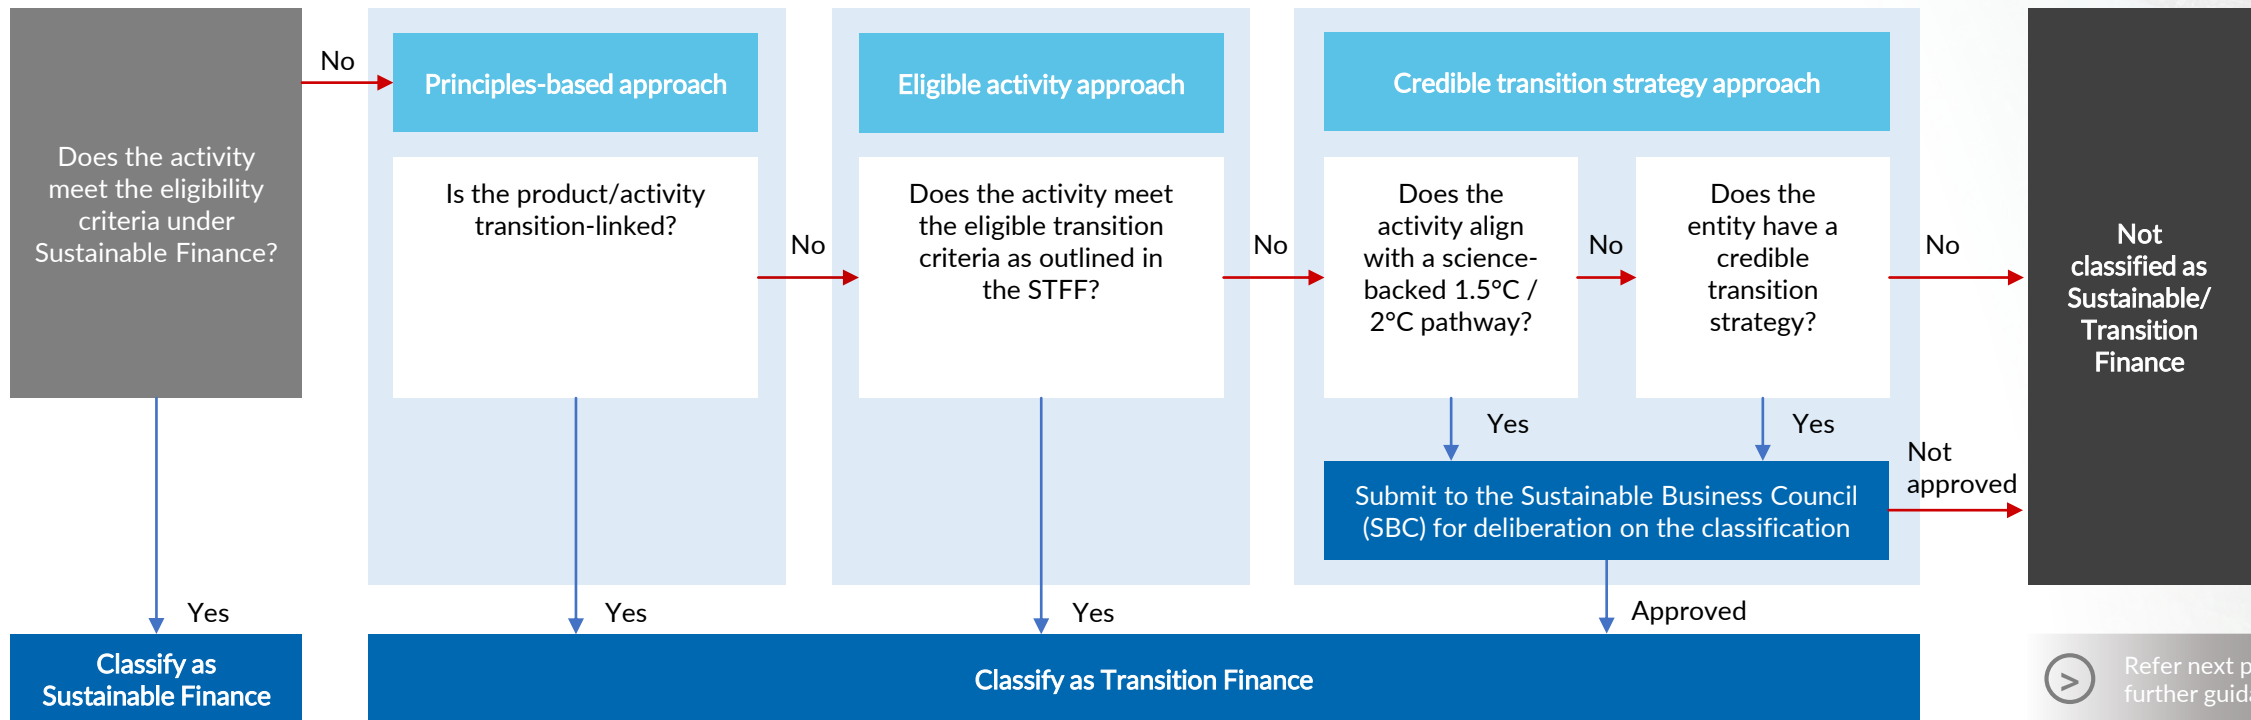 Does the activity
meet the eligibility
criteria under
Sustainable Finance?
No
Yes
Classify as
Sustainable Finance
Principles-based approach
Is the product/activity
transition-linked?
No
Yes
Eligible activity approach
Does the activity meet
the eligible transition
criteria as outlined in
the STFF?
No
Yes
Credible transition strategy approach
Does the
activity align
with a science-
backed 1.5°C /
2°C pathway?
No
Yes
Does the
entity have a
credible
transition
strategy?
No
Yes
Submit to the Sustainable Business Council
(SBC) for deliberation on the classification
Not
approved
Approved
Classify as Transition Finance
Not
classified as
Sustainable/
Transition
Finance
>
Refer next
further